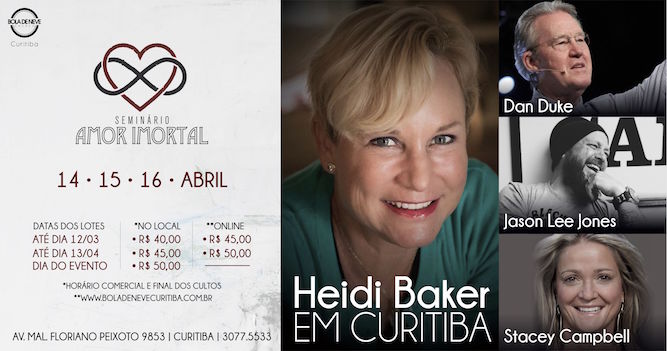 BOLA DE NEVE
Curitiba
SEMINÁRIO
AMOR IMORTAL
14 • 15 • 16 • ABRIL
DATAS DOS LOTES *NO LOCAL **ONLINE
ATÉ DIA 12/03 • R$ 40,00 • R$ 45,00
ATÉ DIA 13/04 • R$ 45,00 • R$ 50,00
DIA DO EVENTO • R$ 50,00
*HORÁRIO COMERCIAL E FINAL DOS CULTOS
**WWW.BOLADENEVECURITIBA.COM.BR
AV. MAL. FLORIANO PEIXOTO 9853 | CURITIBA | 3077.5533
Heidi Baker
EM CURITIBA
Dan Duke
Jason Lee Jones
Stacey Campbell